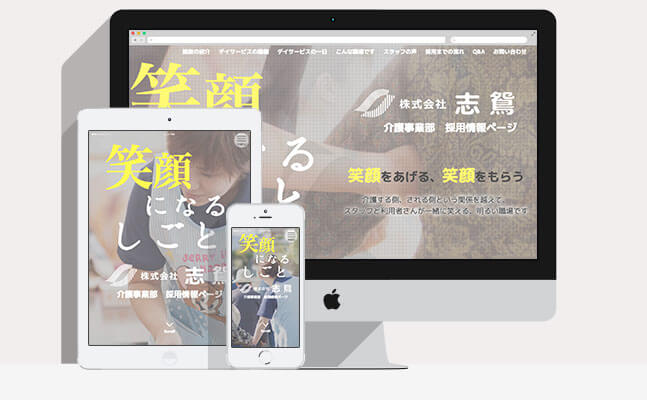 施設の紹介 デイサービスの特徴 デイサービスの一日 こんな職場です スタッフの声 採用までの流れ Q&A お問い合わせ
笑顔
る
と
株式会社 志鴛
介護事業部 採用情報ページ
笑顔をあげる、笑顔をもらう
介護する側、される側という関係を越えて、
スタッフと利用者さんが一緒に笑える、明るい職場です
笑顔
になる
しごと
株式会社 志鴛
介護事業部 採用情報ページ
笑顔
になる
しごと
株式会社 志鴛
介護事業部 採用情報ページ